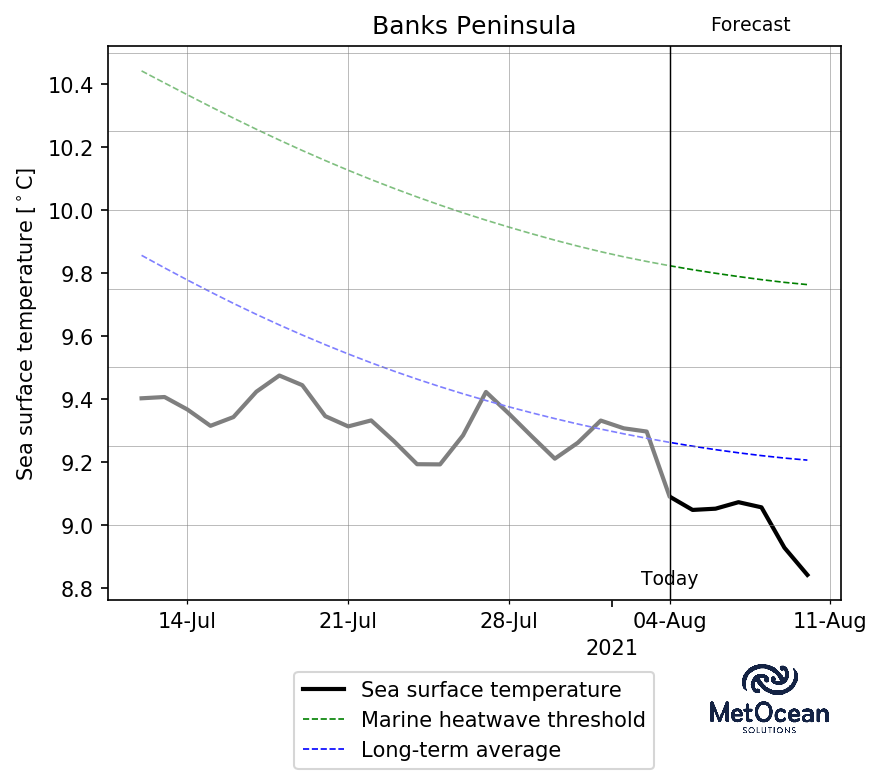 Banks Peninsula
Forecast
Sea surface temperature [°C]
10.4
10.2
10.0
9.8
9.6
9.4
9.2
9.0
8.8
Today
14-Jul
21-Jul
28-Jul
04-Aug
11-Aug
2021
Sea surface temperature
Marine heatwave threshold
Long-term average
MetOcean
SOLUTIONS